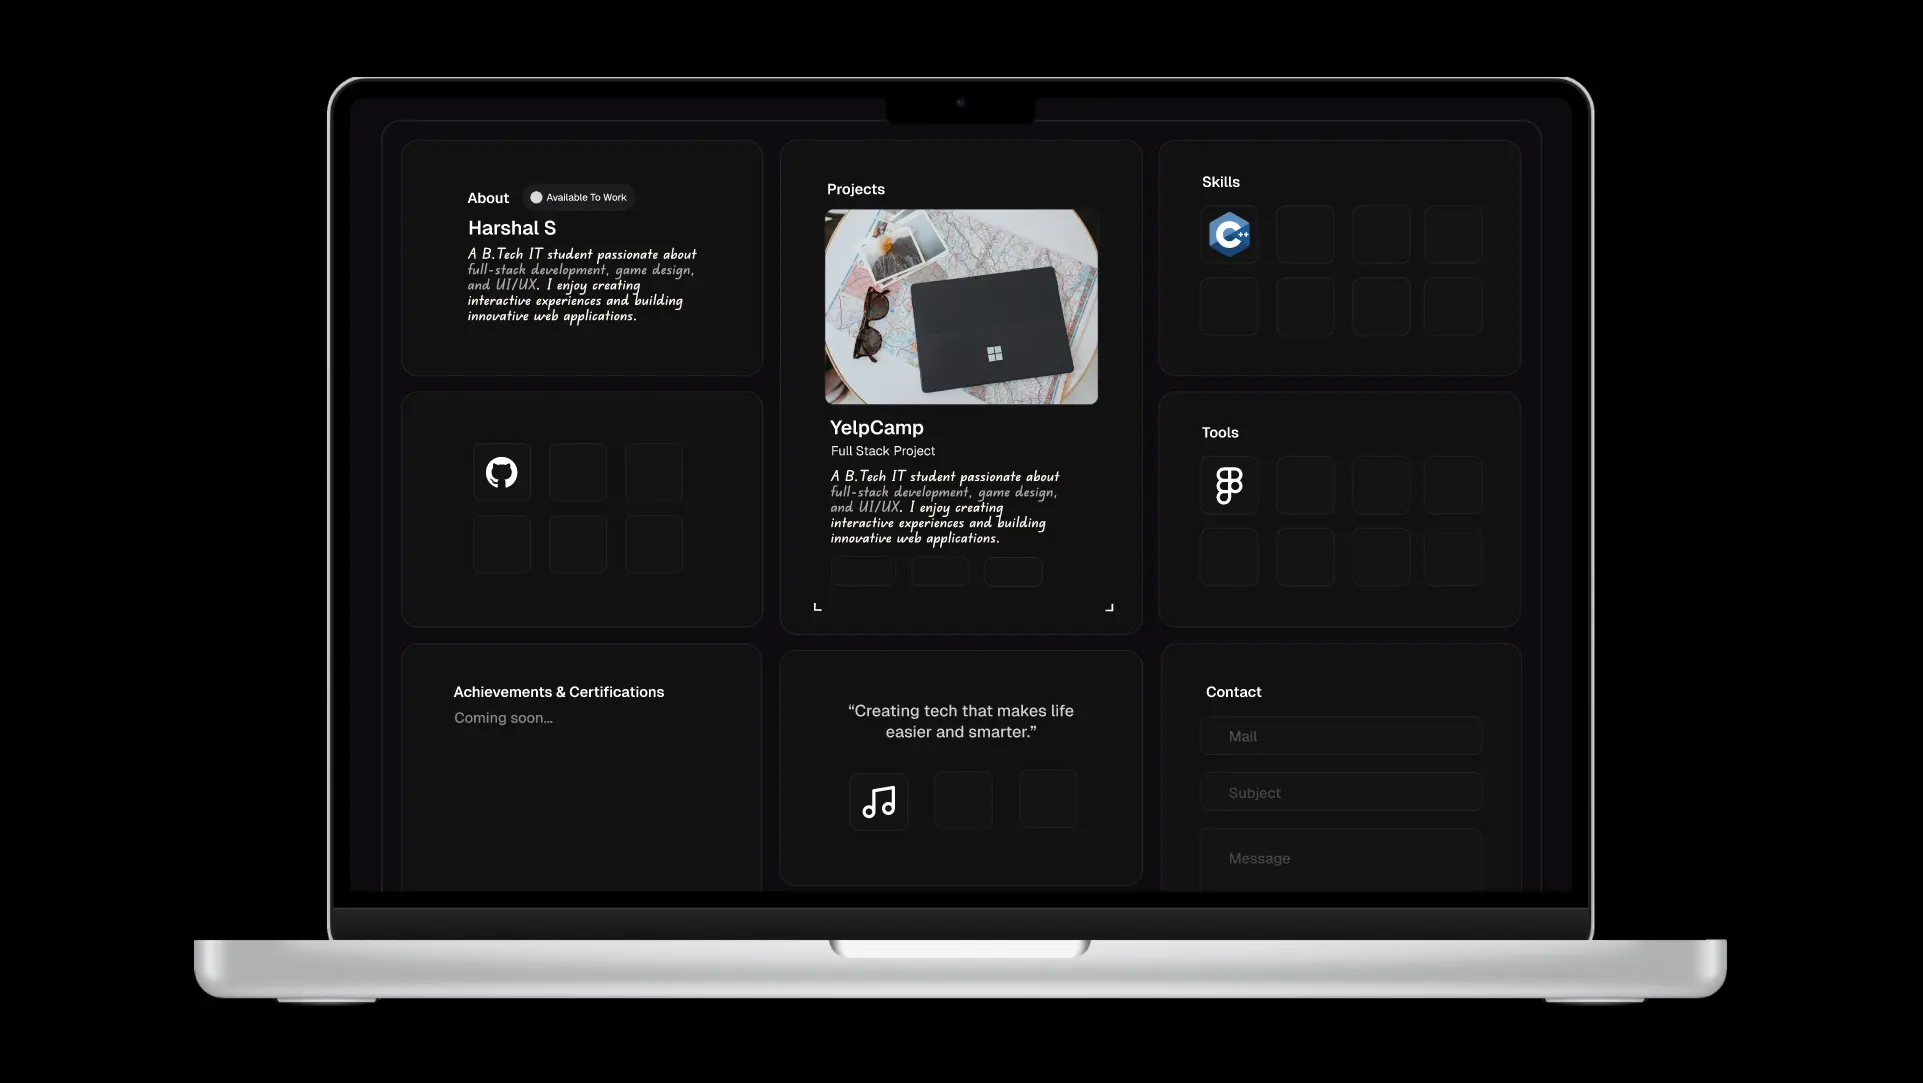 About
Available To Work
Harshal S
A B.Tech IT student passionate about
full-stack development, game design,
and UI/UX. I enjoy creating
interactive experiences and building
innovative web applications.
Projects
YelpCamp
Full Stack Project
A B.Tech IT student passionate about
full-stack development, game design,
and UI/UX. I enjoy creating
interactive experiences and building
innovative web applications.
Skills
C++
Tools
Achievements & Certifications
Coming soon...
“Creating tech that makes life
easier and smarter.”
Contact
Mail
Subject
Message